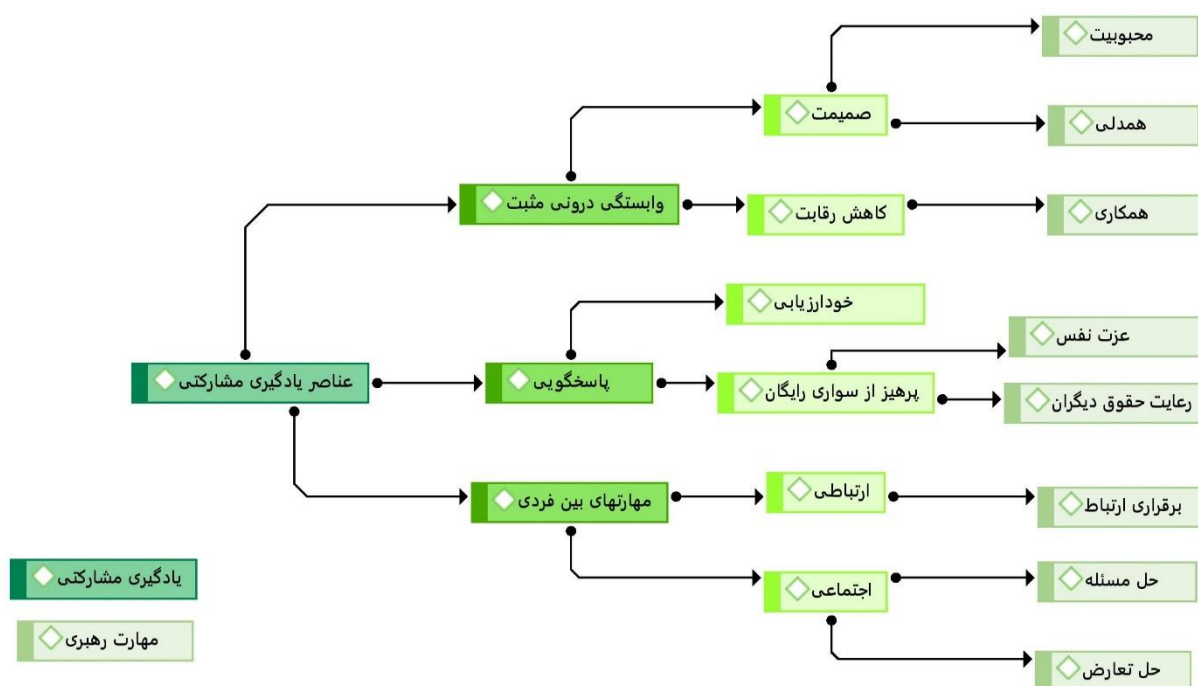 محبوبیت
صمیمت
همدلی
وابستگی درونی مثبت
کاهش رقابت
همکاری
خودارزیابی
عزت نفس
عناصر یادگیری مشارکتی
پاسخگویی
پرهیز از سواری رایگان
رعایت حقوق دیگران
مهارتهای بین فردی
ارتباطی
برقراری ارتباط
اجتماعی
حل مسئله
حل تعارض
یادگیری مشارکتی
مهارت رهبری